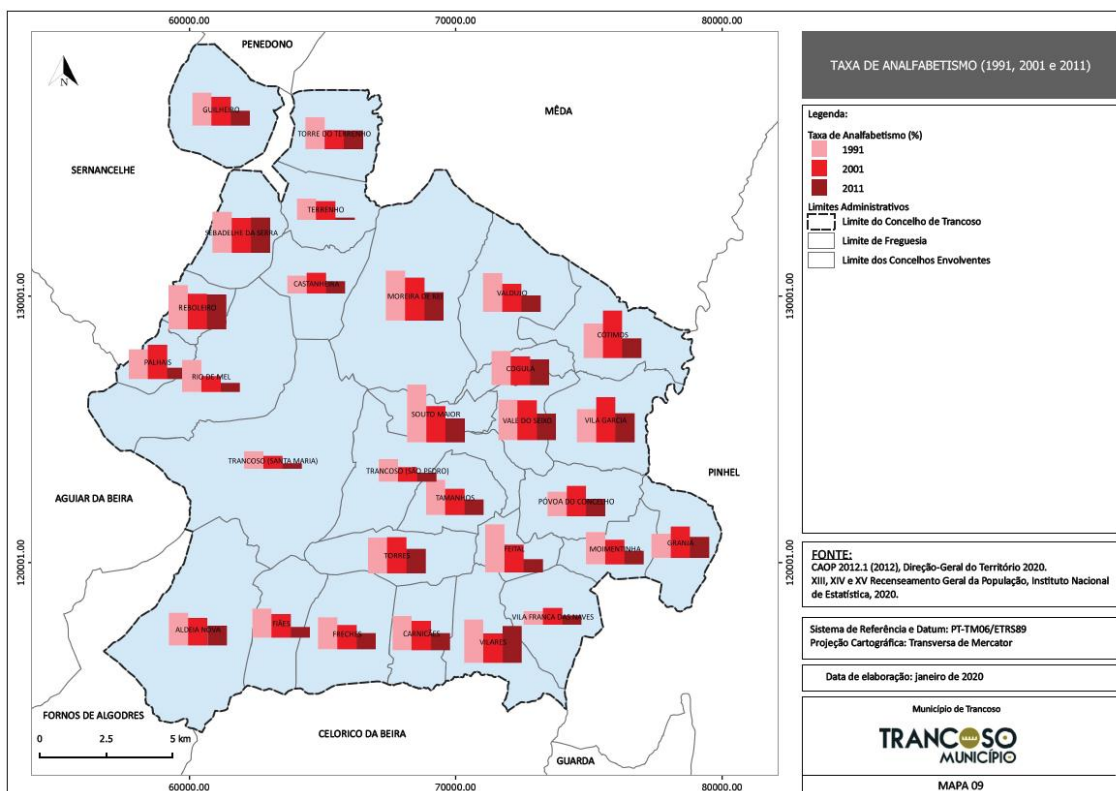 60000.00
70000.00
80000.00
PENEDONO
N
GUILHEIRO
TORRE DO TERRENHO
MÊDA
SERNANCELHE
TERRENHO
SEBADELHE DA SERRA
CASTANHEIRA
130001.00
130001.00
MOREIRA DE REI
VALDUJO
REBOLEIRO
COTIMOS
PALHAIS
RIO DE MEL
COGULA
SOUTO MAIOR
VALE DO SEIXO
VILA GARCIA
TRANCOSO (SANTA MARIA)
TRANCOSO (SÃO PEDRO)
PINHEL
AGUIAR DA BEIRA
TAMANHOS
PÓVOA DO CONCELHO
TORRES
FEITAL
MOIMENTINHA
GRANJA
120001.00
120001.00
VILA FRANCA DAS NAVES
ALDEIA NOVA
FIÃES
FRECHES
CARNICÃES
VILARES
FORNOS DE ALGODRES
CELORICO DA BEIRA
GUARDA
0
2.5
5 km
60000.00
70000.00
80000.00
TAXA DE ANALFABETISMO (1991, 2001 e 2011)
Legenda:
Taxa de Analfabetismo (%)
1991
2001
2011
Limites Administrativos
Limite do Concelho de Trancoso
Limite de Freguesia
Limite dos Concelhos Envolventes
FONTE:
CAOP 2012.1 (2012), Direção-Geral do Território 2020.
XIII, XIV e XV Recenseamento Geral da População, Instituto Nacional
de Estatística, 2020.
Sistema de Referência e Datum: PT-TM06/ETRS89
Projeção Cartográfica: Transversa de Mercator
Data de elaboração: janeiro de 2020
Município de Trancoso
TRANCOSO
MUNICÍPIO
MAPA 09